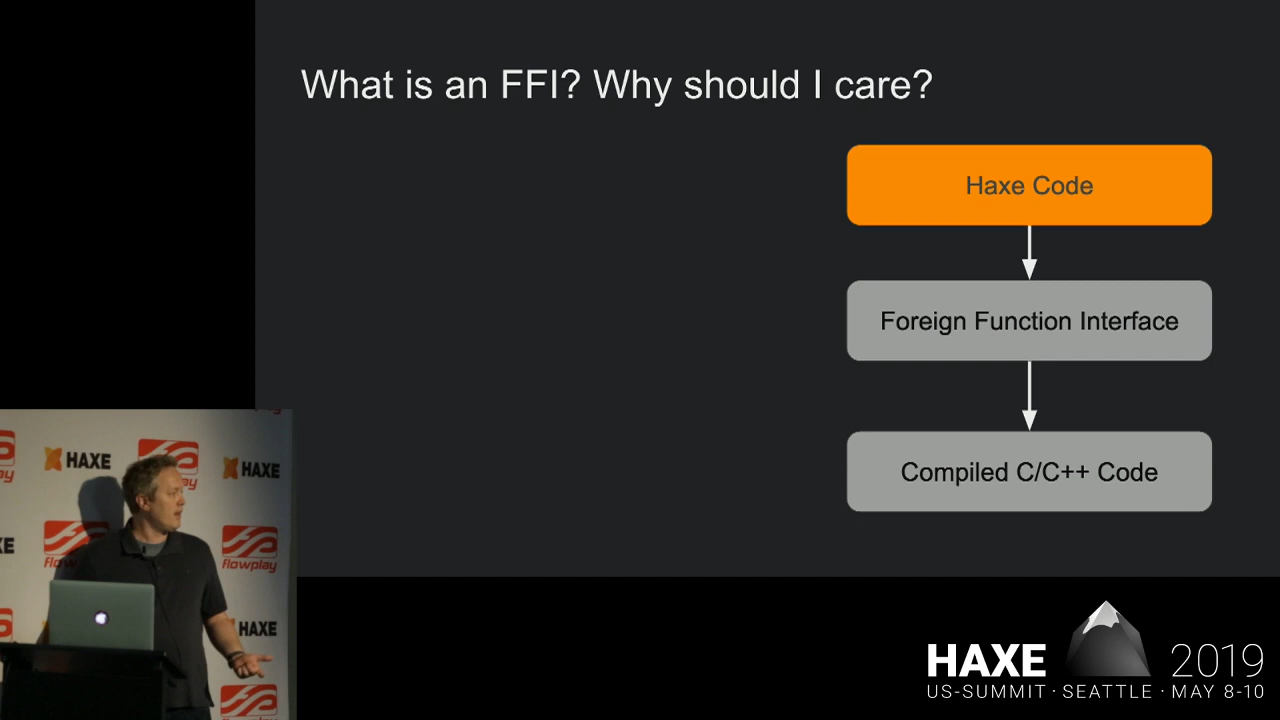 What is an FFI? Why should I care?
Haxe Code
Foreign Function Interface
Compiled C/C++ Code
HAXE
HAXE
flowplay
HAXE
HAXE 2019
US-SUMMIT · SEATTLE · MAY 8-10